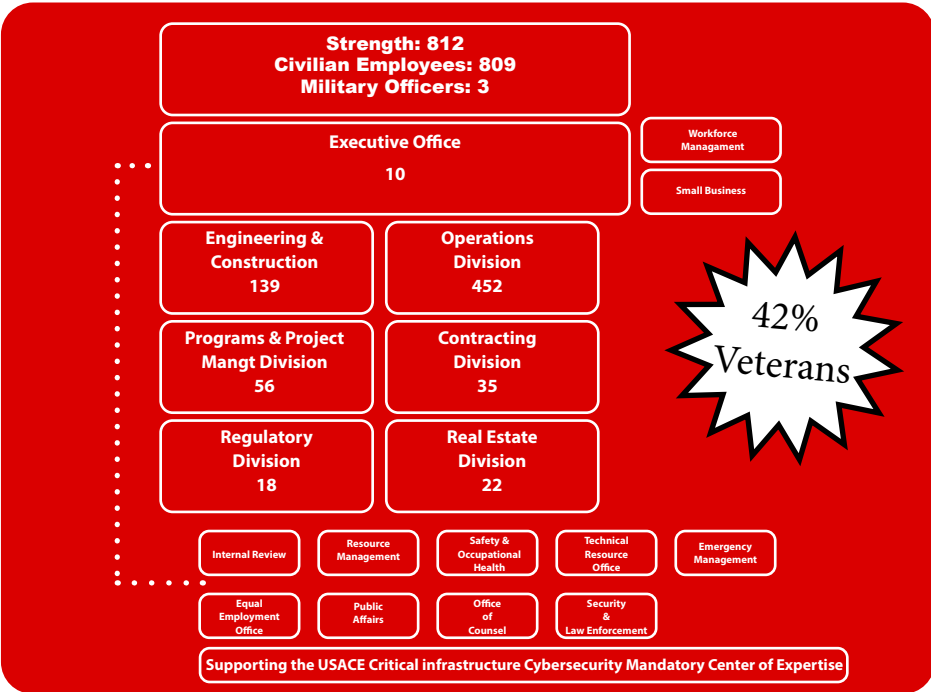 Strength: 812
Civilian Employees: 809
Military Officers: 3
Executive Office
10
Workforce
Managament
Small Business
Engineering &
Construction
139
Operations
Division
452
Programs & Project
Mangt Division
56
Contracting
Division
35
Regulatory
Division
18
Real Estate
Division
22
42%
Veterans
Internal Review
Resource
Management
Safety &
Occupational
Health
Technical
Resource
Office
Emergency
Management
Equal
Employment
Office
Public
Affairs
Office
of
Counsel
Security
&
Law Enforcement
Supporting the USACE Critical infrastructure Cybersecurity Mandatory Center of Expertise